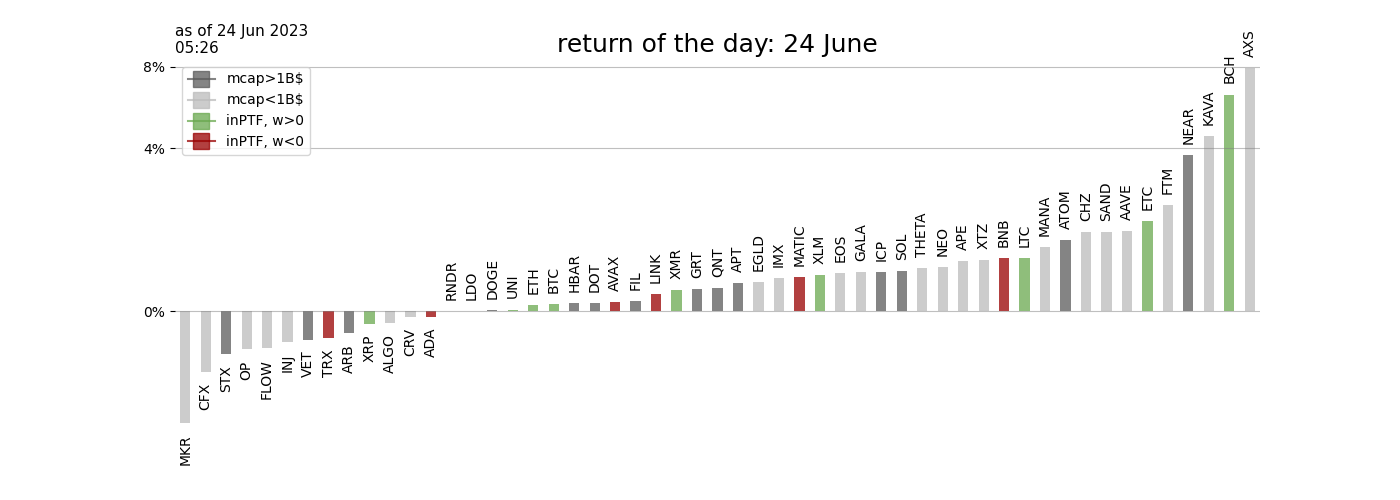 as of 24 Jun 2023
05:26
return of the day: 24 June
8%
4%
0%
mcap>1B$
mcap<1B$
inPTF, w>0
inPTF, w<0
MKR
CFX
STX
OP
FLOW
INJ
VET
TRX
ARB
XRP
ALGO
CRV
ADA
RNDR
LDO
DOGE
UNI
ETH
BTC
HBAR
DOT
AVAX
FIL
LINK
XMR
GRT
QNT
APT
EGLD
IMX
MATIC
XLM
EOS
GALA
ICP
SOL
THETA
NEO
APE
XTZ
BNB
LTC
MANA
ATOM
CHZ
SAND
AAVE
ETC
FTM
NEAR
KAVA
BCH
AXS